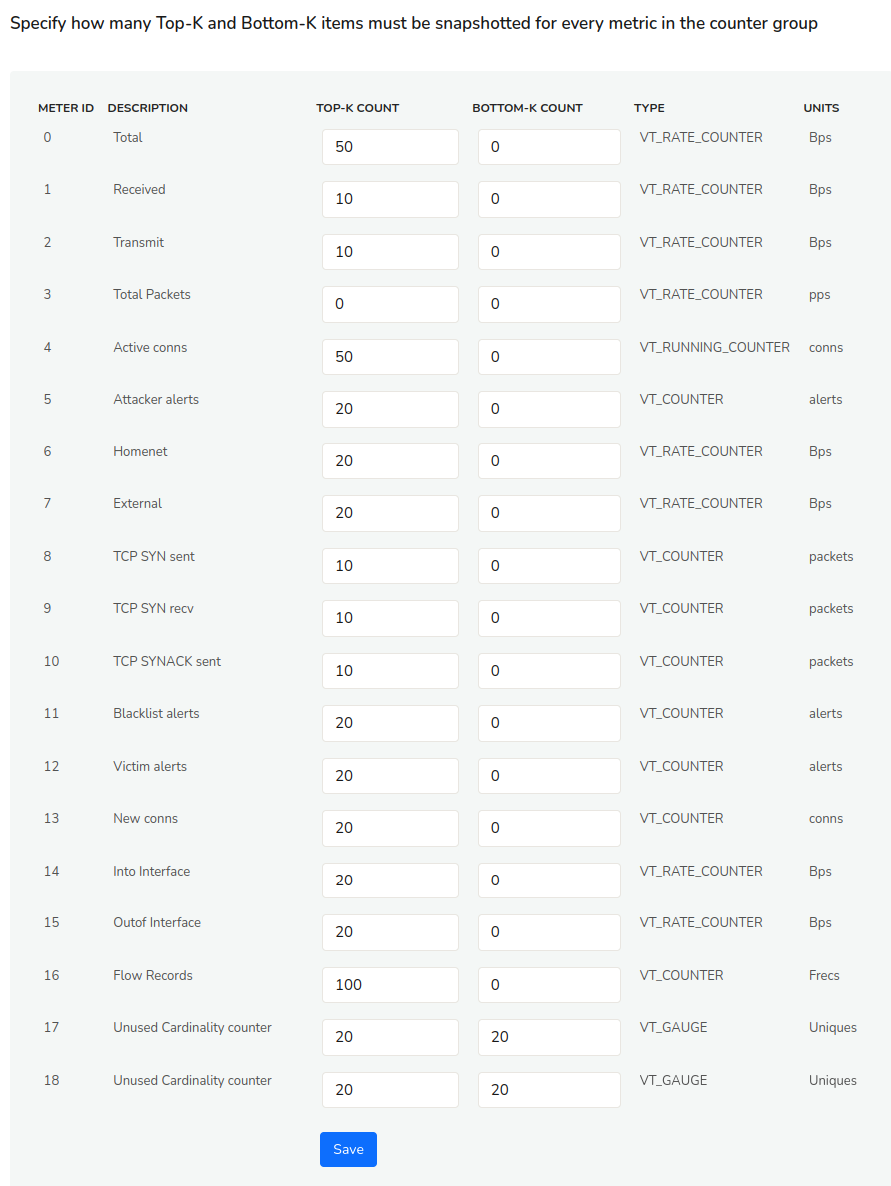 Specify how many Top-K and Bottom-K items must be snapshotted for every metric in the counter group
METER ID DESCRIPTION TOP-K COUNT BOTTOM-K COUNT TYPE UNITS
0 Total 50 0 VT_RATE_COUNTER Bps
1 Received 10 0 VT_RATE_COUNTER Bps
2 Transmit 10 0 VT_RATE_COUNTER Bps
3 Total Packets 0 0 VT_RATE_COUNTER pps
4 Active conns 50 0 VT_RUNNING_COUNTER conns
5 Attacker alerts 20 0 VT_COUNTER alerts
6 Homenet 20 0 VT_RATE_COUNTER Bps
7 External 20 0 VT_RATE_COUNTER Bps
8 TCP SYN sent 10 0 VT_COUNTER packets
9 TCP SYN recv 10 0 VT_COUNTER packets
10 TCP SYNACK sent 10 0 VT_COUNTER packets
11 Blacklist alerts 20 0 VT_COUNTER alerts
12 Victim alerts 20 0 VT_COUNTER alerts
13 New conns 20 0 VT_COUNTER conns
14 Into Interface 20 0 VT_RATE_COUNTER Bps
15 Outof Interface 20 0 VT_RATE_COUNTER Bps
16 Flow Records 100 0 VT_COUNTER Frecs
17 Unused Cardinality counter 20 20 VT_GAUGE Uniques
18 Unused Cardinality counter 20 20 VT_GAUGE Uniques
Save